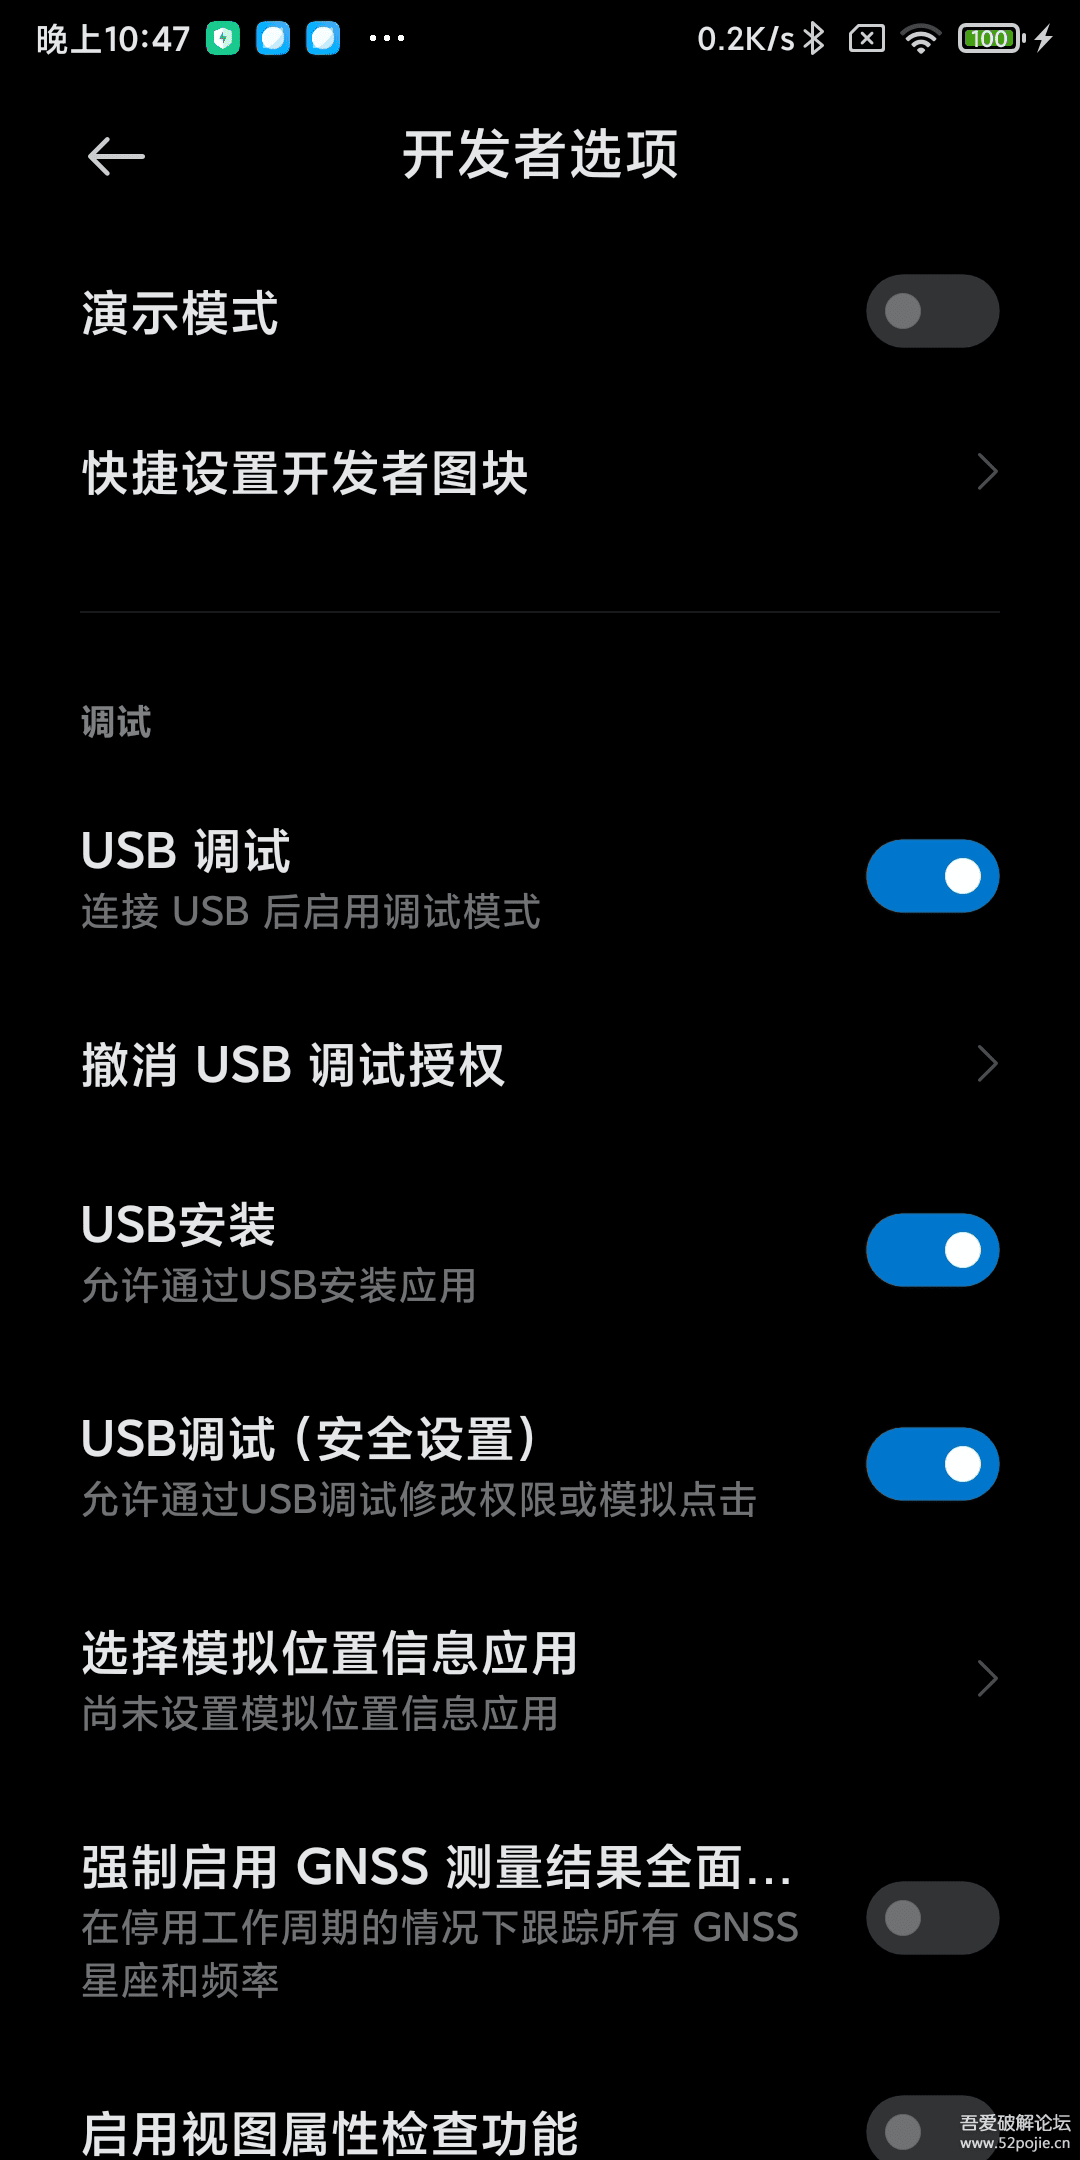 晚上10:47
0.2K/s
100
开发者选项
演示模式
快捷设置开发者图块
调试
USB 调试
连接 USB 后启用调试模式
撤消 USB 调试授权
USB安装
允许通过USB安装应用
USB调试（安全设置）
允许通过USB调试修改权限或模拟点击
选择模拟位置信息应用
尚未设置模拟位置信息应用
强制启用 GNSS 测量结果全面...
在停用工作周期的情况下跟踪所有 GNSS
星座和频率
启用视图属性检查功能
吾爱破解论坛
www.52pojie.cn